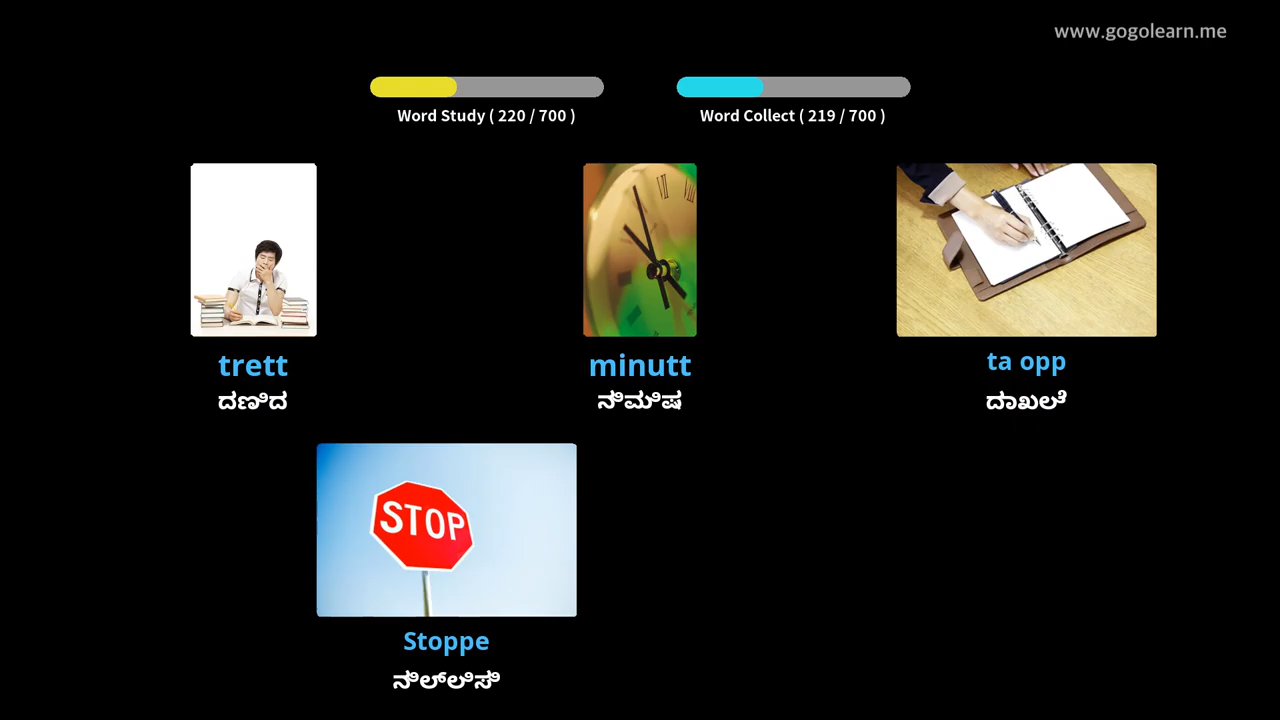 www.gogolearn.me
Word Study ( 220 / 700 )
Word Collect ( 219 / 700 )
trett
ದಣಿದ
minutt
ನಿಮಿಷ
ta opp
ದಾಖಲೆ
STOP
Stoppe
ನಿಲ್ಲಿಸಿ